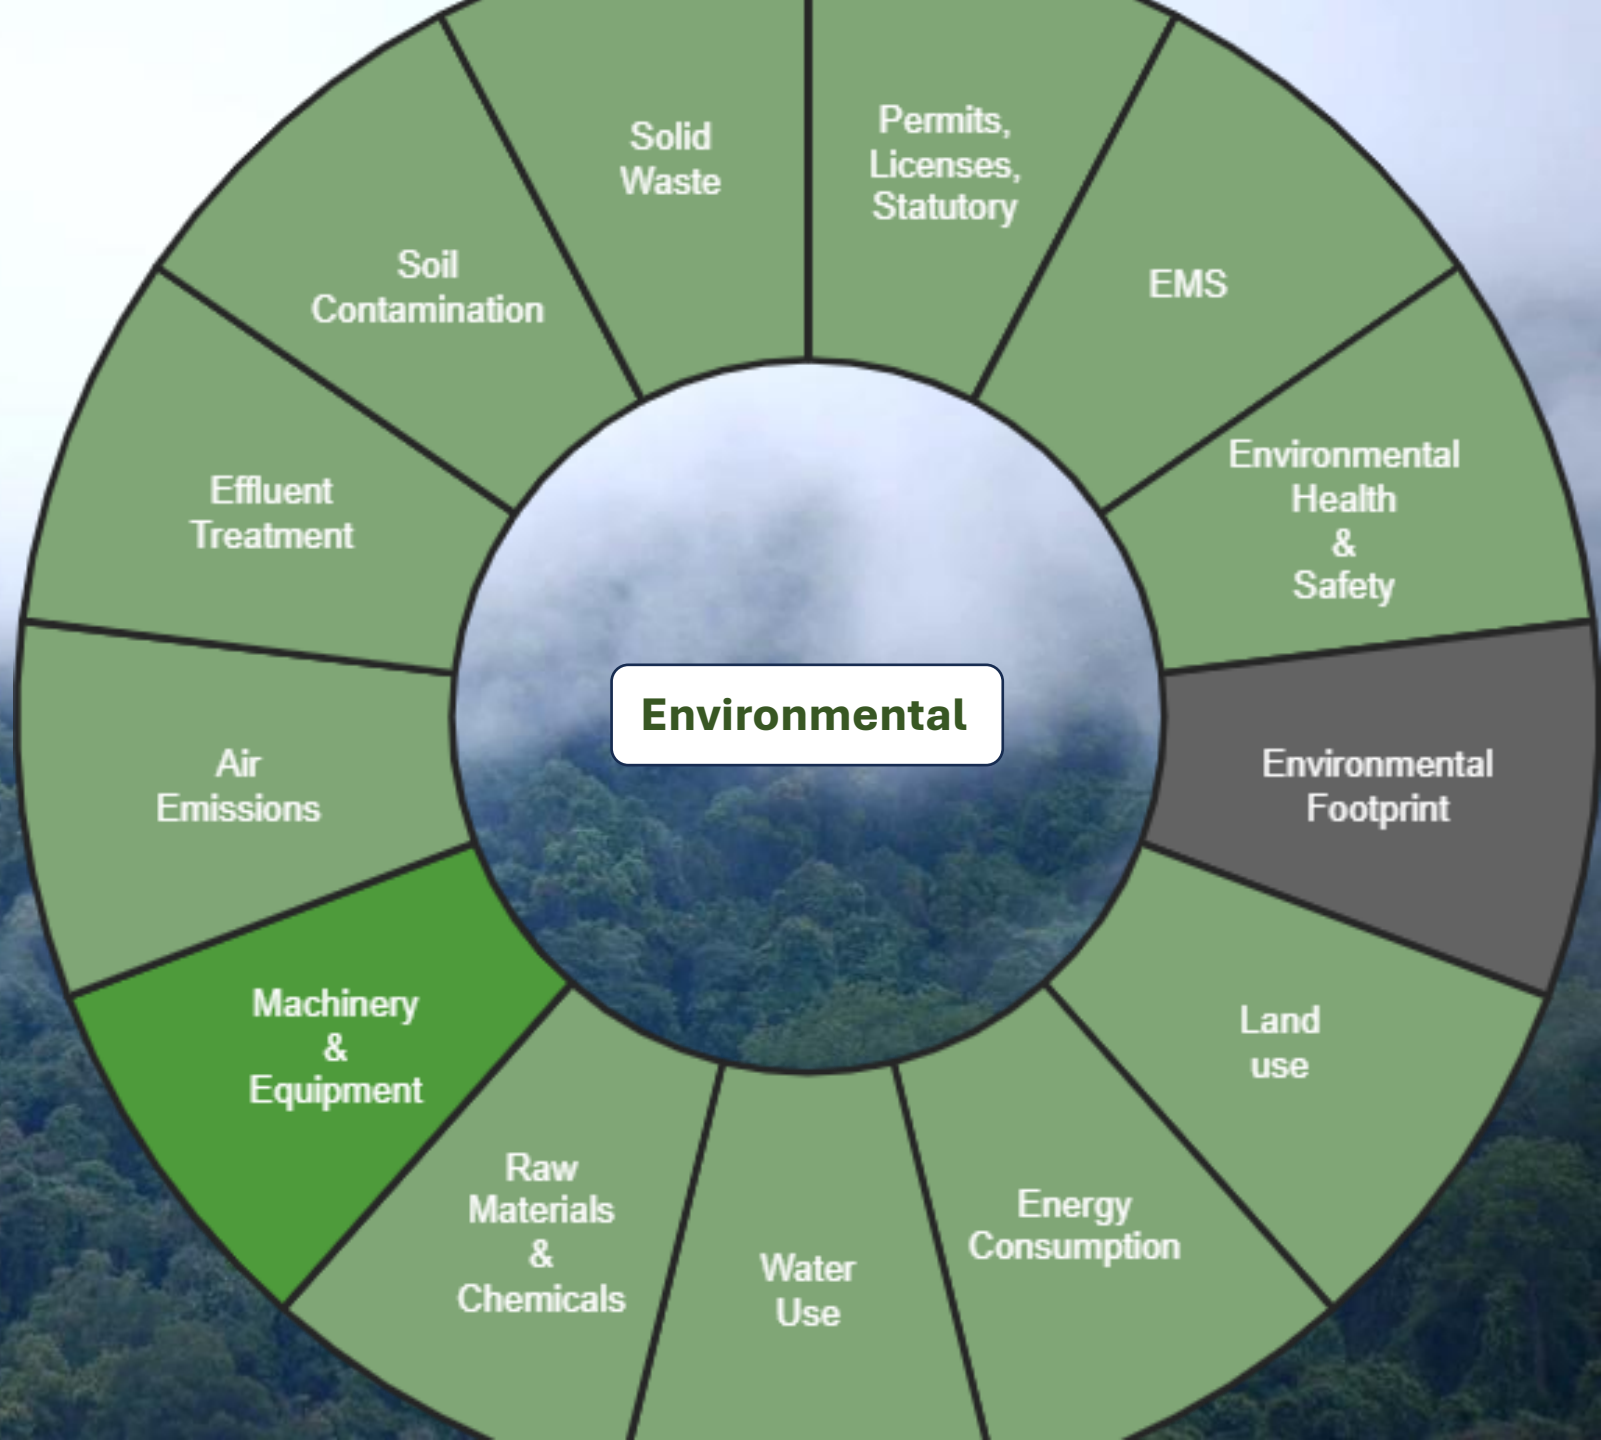 Permits,
Licenses,
Statutory
EMS
Environmental
Health
&
Safety
Environmental
Footprint
Land
use
Energy
Consumption
Water
Use
Raw
Materials
&
Chemicals
Machinery
&
Equipment
Air
Emissions
Effluent
Treatment
Soil
Contamination
Solid
Waste
Environmental